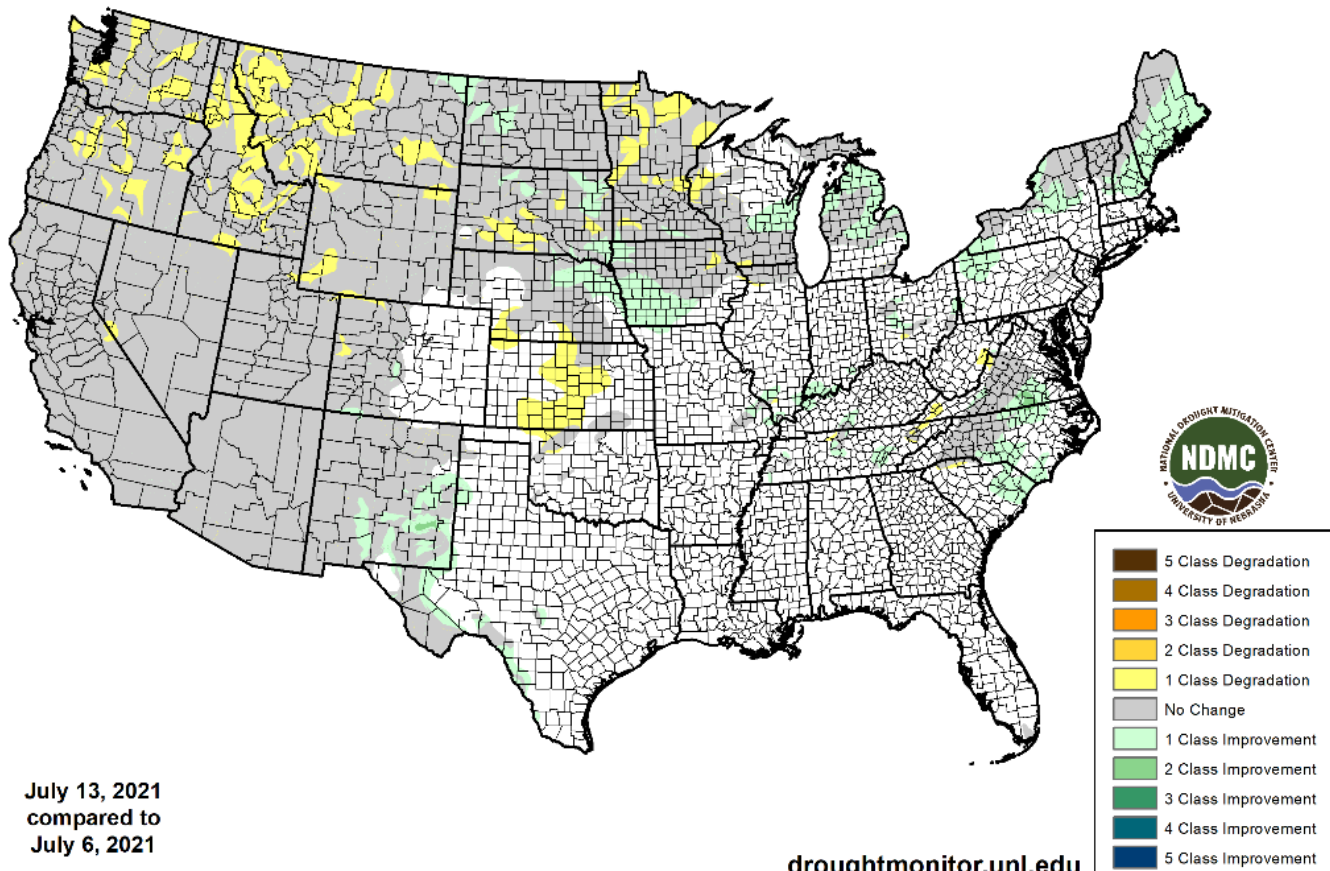 NATIONAL DROUGHT MITIGATION CENTER
NDMC
UNIVERSITY OF NEBRASKA
5 Class Degradation
4 Class Degradation
3 Class Degradation
2 Class Degradation
1 Class Degradation
No Change
1 Class Improvement
2 Class Improvement
3 Class Improvement
4 Class Improvement
5 Class Improvement
July 13, 2021
compared to
July 6, 2021
droughtmonitor.unl.edu